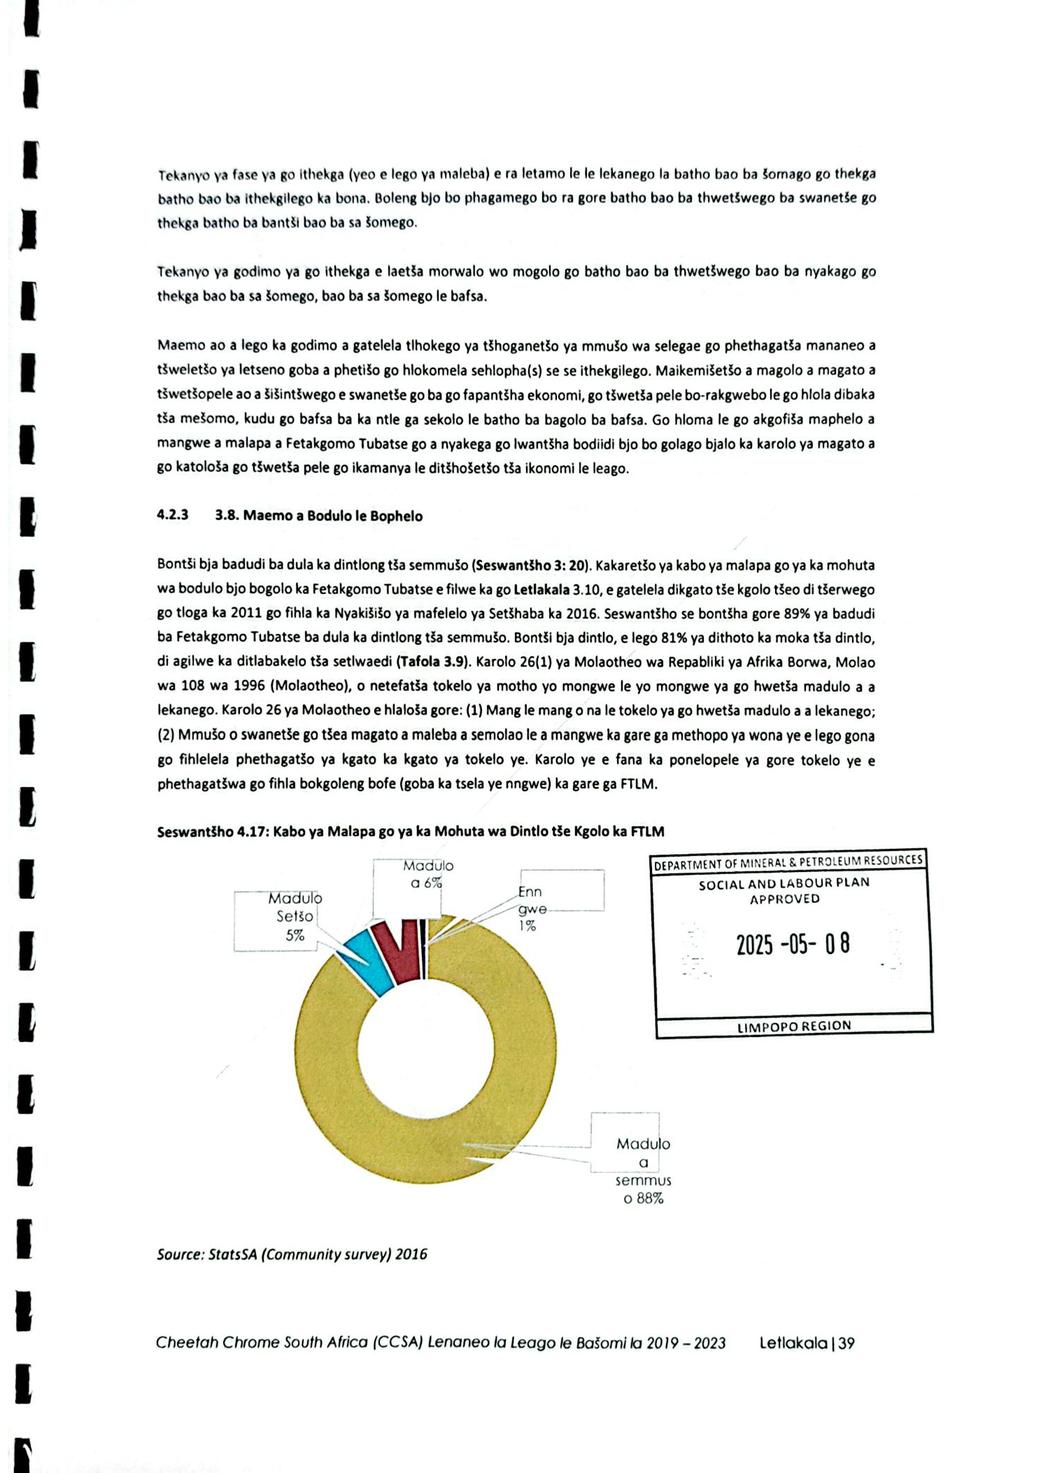 Tekanyo ya fase ya go ithekga (yeo e lego ya maleba) e ra letamo le le lekanego la batho bao ba šomago go thekga
batho bao ba ithekgilego ka bona. Boleng bjo bo phagamego bo ra gore batho bao ba thwetšwego ba swanetše go
thekga batho ba bantši bao ba sa šomego.
Tekanyo ya godimo ya go ithekga e laetša morwalo wo mogolo go batho bao ba thwetšwego bao ba nyakago go
thekga bao ba sa šomego, bao ba sa šomego le bafsa.
Maemo ao a lego ka godimo a gatelela tlhokego ya tšhoganetšo ya mmušo wa selegae go phethagatša mananeo a
tšweletšo ya letseno goba a phetišo go hlokomela sehlopha(s) se se ithekgilego. Maikemišetšo a magolo a magato a
tšwetšopele ao a šišintšwego e swanetše go ba go fapantšha ekonomi, go tšwetša pele bo-rakgwebo le go hlola dibaka
tša mešomo, kudu go bafsa ba ka ntle ga sekolo le batho ba bagolo ba bafsa. Go hloma le go akgofiša maphelo a
mangwe a malapa a Fetakgomo Tubatse go a nyakega go lwantšha bodiidi bjo bo golago bjalo ka karolo ya magato a
go katološa go tšwetša pele go ikamanya le ditšhošetšo tša ikonomi le leago.
4.2.3 3.8. Maemo a Bodulo le Bophelo
Bontši bja badudi ba dula ka dintlong tša semmušo (Seswantšho 3: 20). Kakaretšo ya kabo ya malapa go ya ka mohuta
wa bodulo bjo bogolo ka Fetakgomo Tubatse e filwe ka go Letlakala 3.10, e gatelela dikgato tše kgolo tšeo di tšerwego
go tloga ka 2011 go fihla ka Nyakišišo ya mafelelo ya Setšhaba ka 2016. Seswantšho se bontšha gore 89% ya badudi
ba Fetakgomo Tubatse ba dula ka dintlong tša semmušo. Bontši bja dintlo, e lego 81% ya dithoto ka moka tša dintlo,
di agilwe ka ditlabakelo tša setlwaedi (Tafola 3.9). Karolo 26(1) ya Molaotheo wa Repabliki ya Afrika Borwa, Molao
wa 108 wa 1996 (Molaotheo), o netefatša tokelo ya motho yo mongwe le yo mongwe ya go hwetša madulo a a
lekanego. Karolo 26 ya Molaotheo e hlaloša gore: (1) Mang le mang o na le tokelo ya go hwetša madulo a a lekanego;
(2) Mmušo o swanetše go tšea magato a maleba a semolao le a mangwe ka gare ga methopo ya wona ye e lego gona
go fihlelela phethagatšo ya kgato ka kgato ya tokelo ye. Karolo ye e fana ka ponelopele ya gore tokelo ye e
phethagatšwa go fihla bokgoleng bofe (goba ka tsela ye nngwe) ka gare ga FTLM.
Seswantšho 4.17: Kabo ya Malapa go ya ka Mohuta wa Dintlo tše Kgolo ka FTLM
Madulo
a 6%
Madulo
Setšo
5%
Enn
gwe
1%
Madulo
a
semmus
o 88%
DEPARTMENT OF MINERAL & PETROLEUM RESOURCES
SOCIAL AND LABOUR PLAN
APPROVED
2025 -05- 08
LIMPOPO REGION
Source: StatsSA (Community survey) 2016
Cheetah Chrome South Africa (CCSA) Lenaneo la Leago le Bašomi la 2019 – 2023 Letlakala | 39